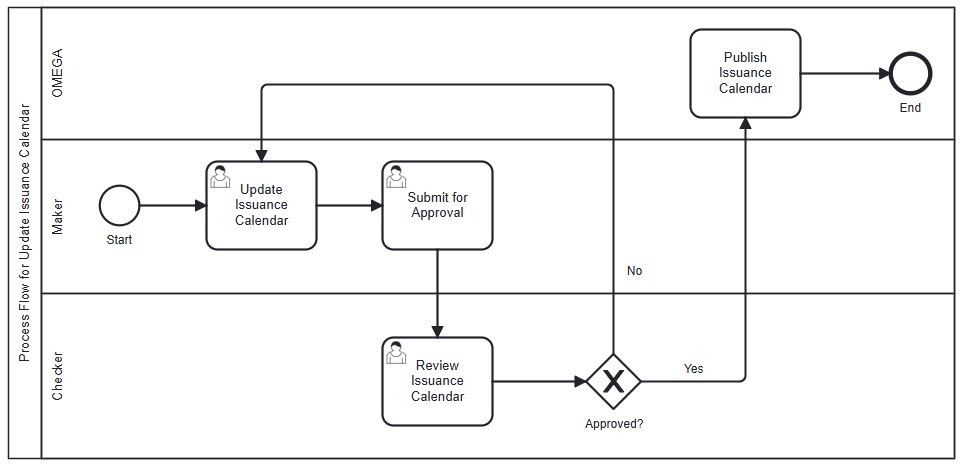 Process Flow for Update Issuance Calendar
OMEGA
Publish
Issuance
Calendar
End
Maker
Start
Update
Issuance
Calendar
Submit for
Approval
No
Checker
Review
Issuance
Calendar
Approved?
Yes